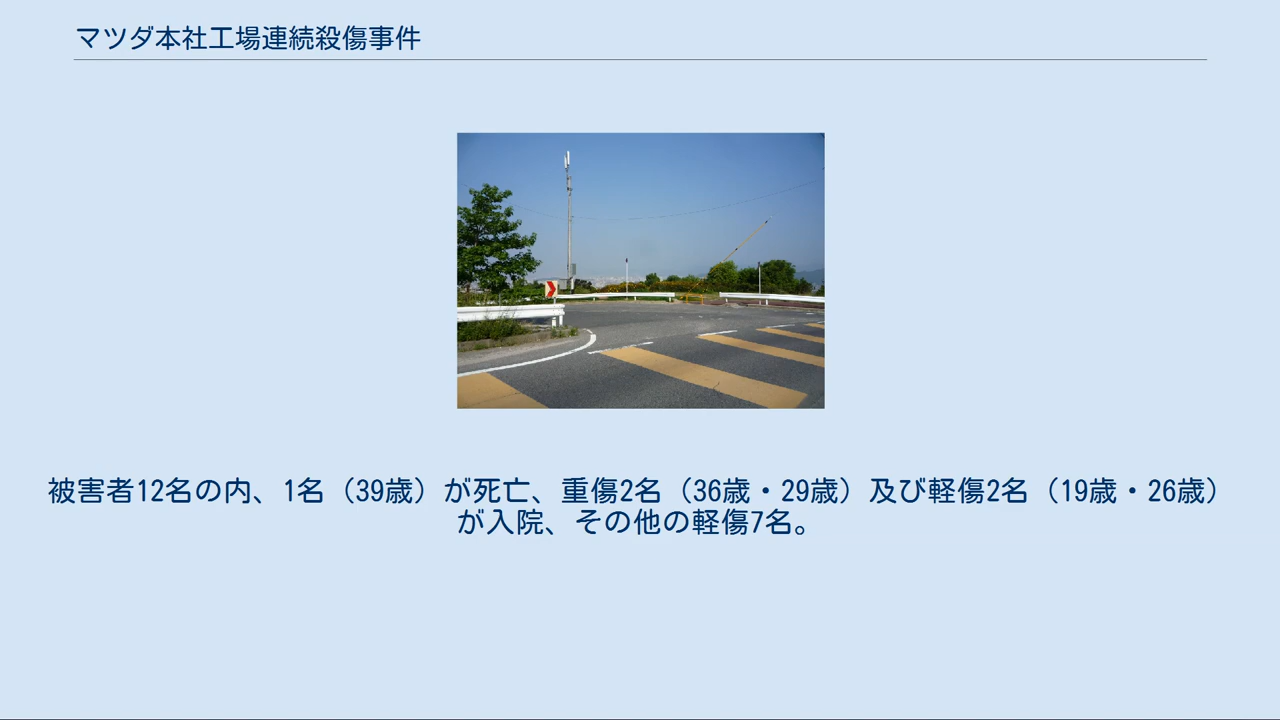 マツダ本社工場連続殺傷事件
被害者12名の内、1名（39歳）が死亡、重傷2名（36歳・29歳）及び軽傷2名（19歳・26歳）
が入院、その他の軽傷7名。